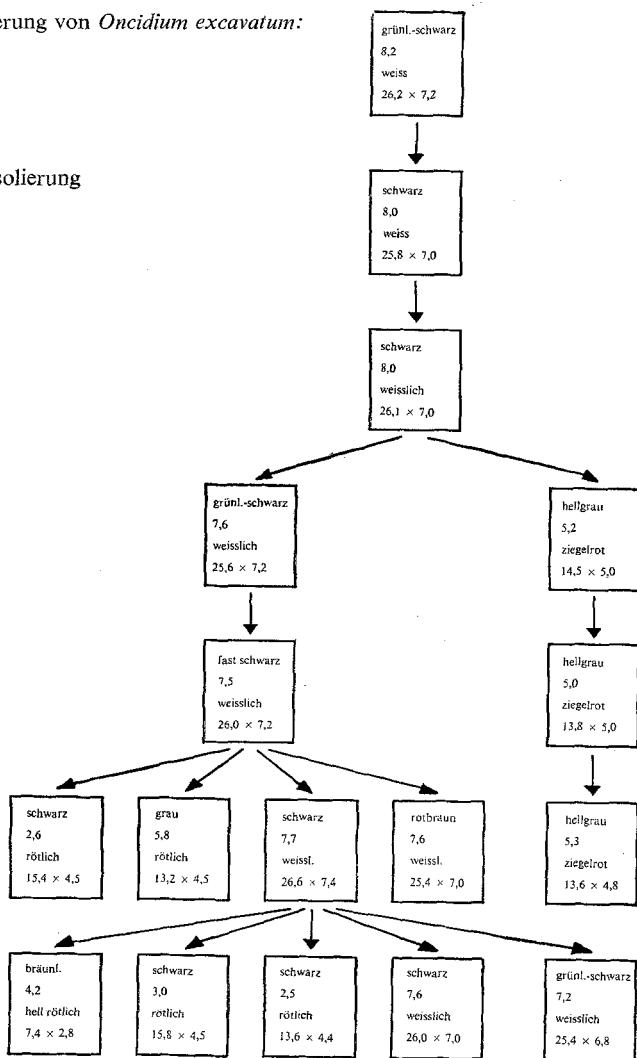 erung von Oncidium excavatum:
grünl.-schwarz
8,2
weiss
26,2 × 7,2
solierung
schwarz
8,0
weiss
25,8 × 7,0
schwarz
8,0
weisslich
26,1 × 7,0
grünl.-schwarz
7,6
weisslich
25,6 × 7,2
hellgrau
5,2
ziegelrot
14,5 × 5,0
fast schwarz
7,5
weisslich
26,0 × 7,2
hellgrau
5,0
ziegelrot
13,8 × 5,0
schwarz
2,6
rötlich
15,4 × 4,5
grau
5,8
rötlich
13,2 × 4,5
schwarz
7,7
weissl.
26,6 × 7,4
rotbraun
7,6
weissl.
25,4 × 7,0
hellgrau
5,3
ziegelrot
13,6 × 4,8
bräunl.
4,2
hell rötlich
7,4 × 2,8
schwarz
3,0
rötlich
15,8 × 4,5
schwarz
2,5
rötlich
13,6 × 4,4
schwarz
7,6
weisslich
26,0 × 7,0
grünl.-schwarz
7,2
weisslich
25,4 × 6,8